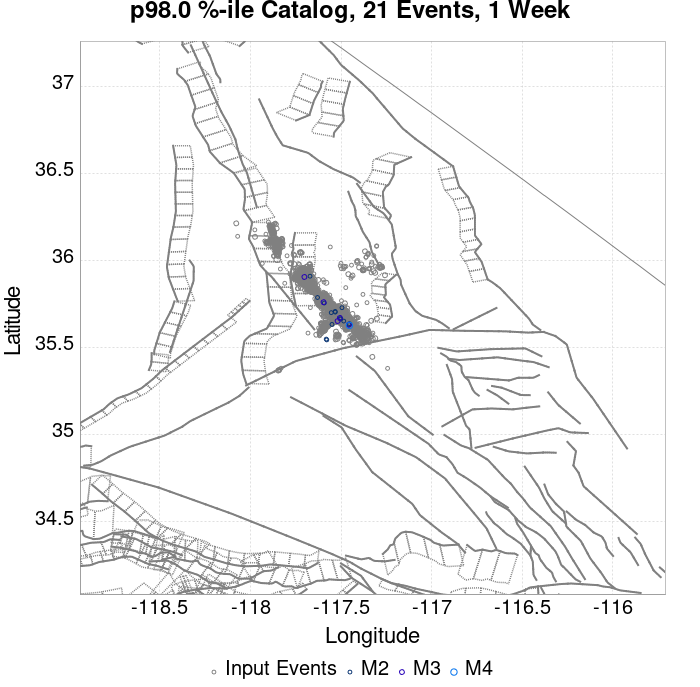 p98.0 %-ile Catalog, 21 Events, 1 Week
37
36.5
36
35.5
35
34.5
Latitude
-118.5 -118 -117.5 -117 -116.5 -116
Longitude
Input Events M2 M3 M4